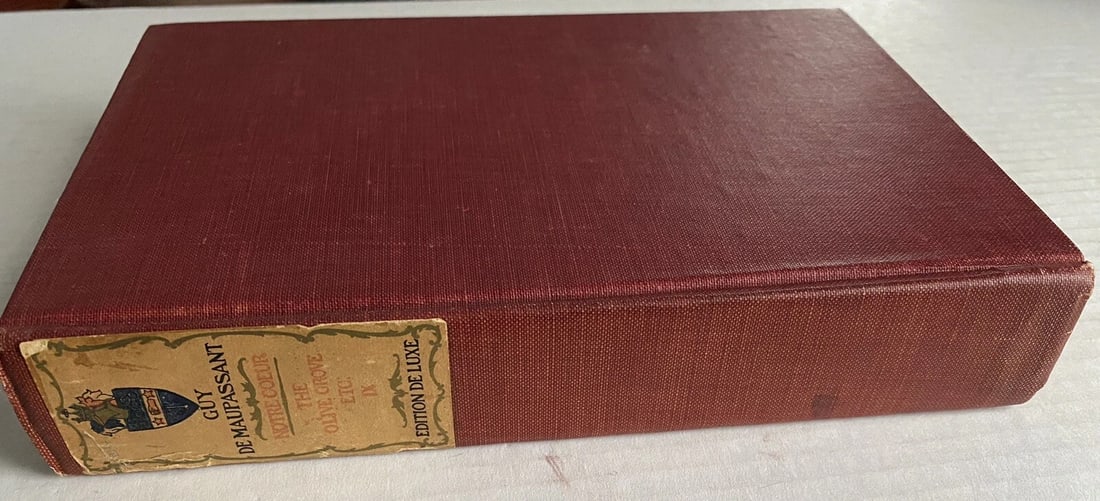 GUY
DE MAUPASSANT
NOTRE COEUR
THE
OLIVE GROVE
ETC.
IX
EDITION DE LUXE